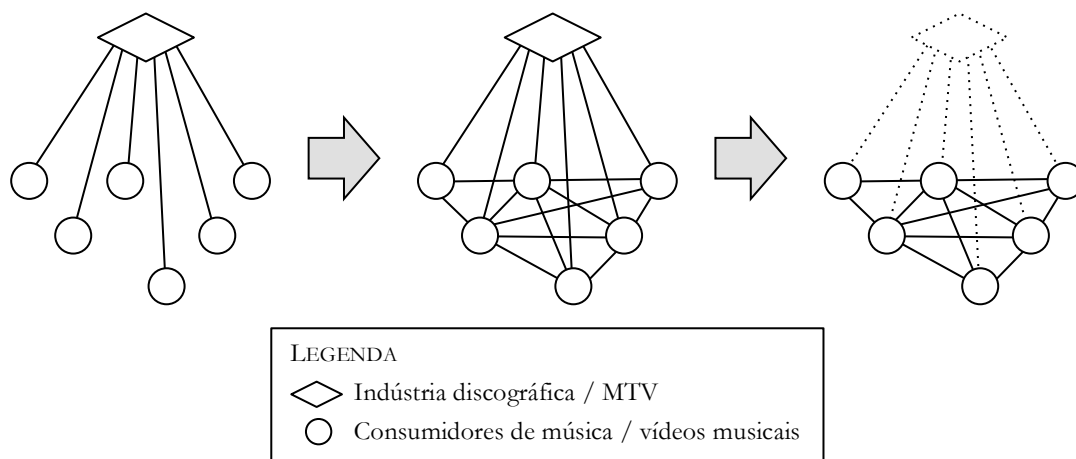 LEGENDA
Indústria discográfica / MTV
Consumidores de música / vídeos musicais